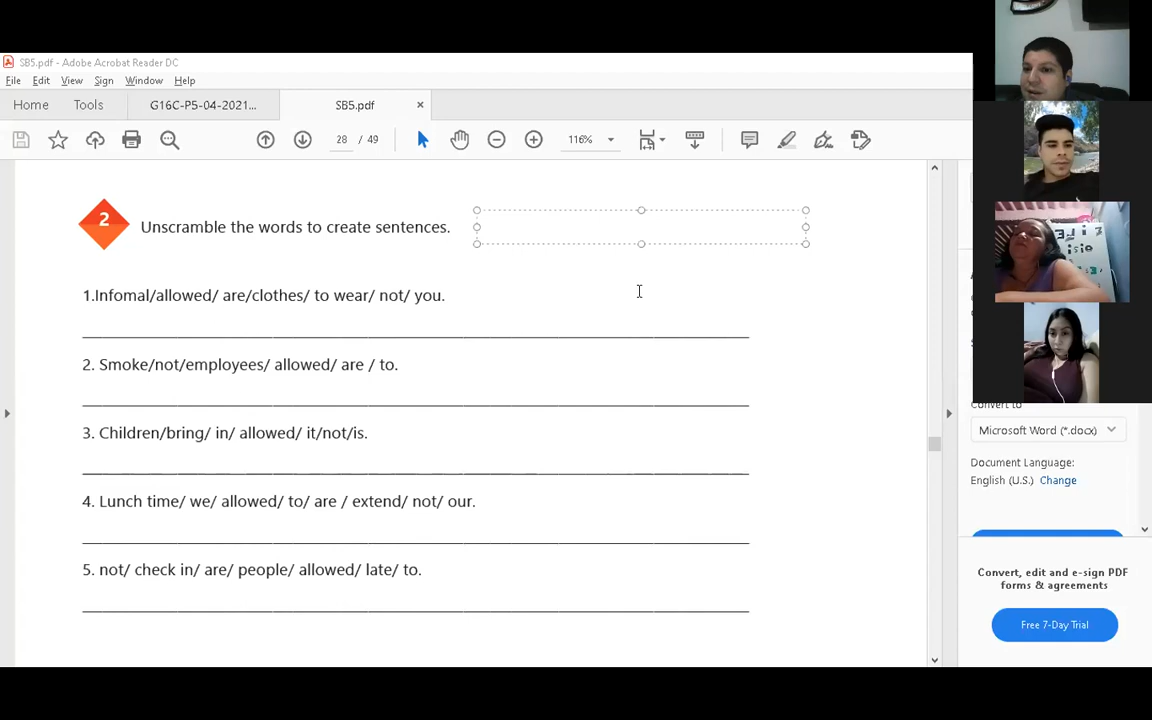 SB5.pdf - Adobe Acrobat Reader DC
File Edit View Sign Window Help
Home Tools G16C-P5-04-2021... SB5.pdf ×
28 / 49 116%
2 Unscramble the words to create sentences.
1.Infomal/allowed/ are/clothes/ to wear/ not/ you.
2. Smoke/not/employees/ allowed/ are / to.
3. Children/bring/ in/ allowed/ it/not/is.
4. Lunch time/ we/ allowed/ to/ are / extend/ not/ our.
5. not/ check in/ are/ people/ allowed/ late/ to.
Convert to
Microsoft Word (*.docx)
Document Language:
English (U.S.) Change
Convert, edit and e-sign PDF
forms & agreements
Free 7-Day Trial